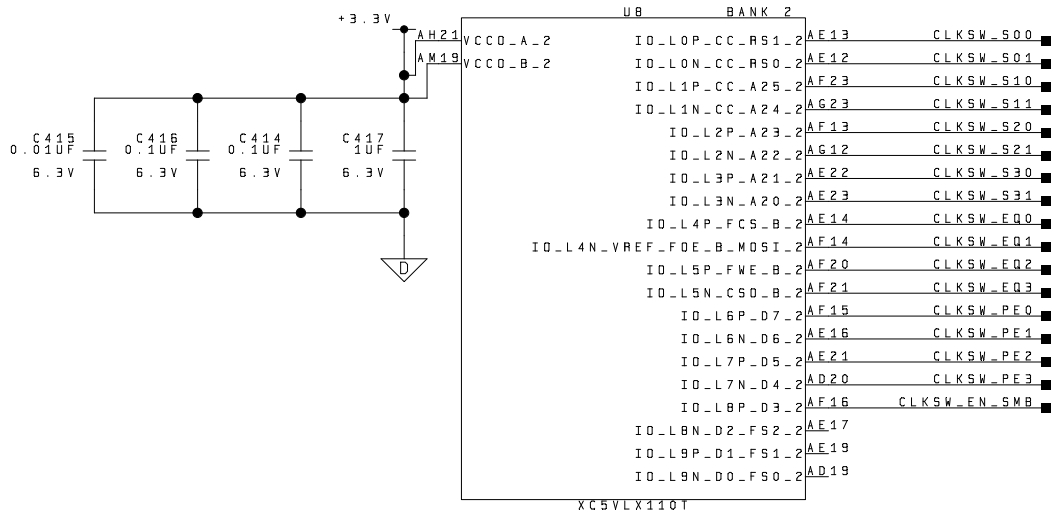 U8 BANK 2
+3.3V
AH21 VCCO_A_2
AM19 VCCO_B_2
IO_L0P_CC_RS1_2 AE13 CLKSW_S00
IO_L0N_CC_RS0_2 AE12 CLKSW_S01
IO_L1P_CC_A25_2 AF23 CLKSW_S10
IO_L1N_CC_A24_2 AG23 CLKSW_S11
IO_L2P_A23_2 AF13 CLKSW_S20
IO_L2N_A22_2 AG12 CLKSW_S21
IO_L3P_A21_2 AE22 CLKSW_S30
IO_L3N_A20_2 AE23 CLKSW_S31
IO_L4P_FCS_B_2 AE14 CLKSW_EQ0
IO_L4N_VREF_FOE_B_MOSI_2 AF14 CLKSW_EQ1
IO_L5P_FWE_B_2 AF20 CLKSW_EQ2
IO_L5N_CSO_B_2 AF21 CLKSW_EQ3
IO_L6P_D7_2 AF15 CLKSW_PE0
IO_L6N_D6_2 AE16 CLKSW_PE1
IO_L7P_D5_2 AE21 CLKSW_PE2
IO_L7N_D4_2 AD20 CLKSW_PE3
IO_L8P_D3_2 AF16 CLKSW_EN_SMB
IO_L8N_D2_FS2_2 AE17
IO_L9P_D1_FS1_2 AE19
IO_L9N_D0_FS0_2 AD19
C415 C416 C414 C417
0.01UF 0.1UF 0.1UF 1UF
6.3V 6.3V 6.3V 6.3V
D
XC5VLX110T